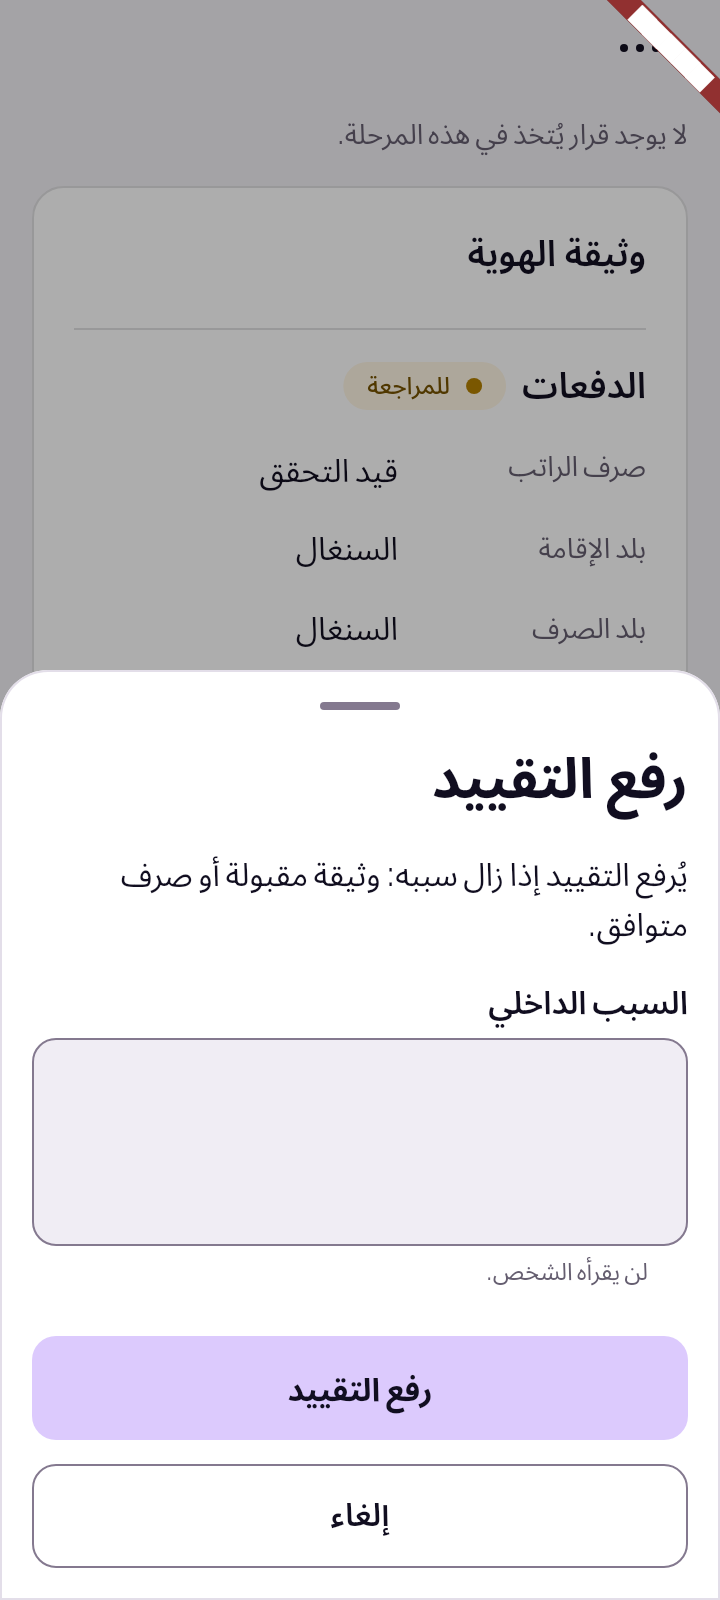 ...
لا يوجد قرار يُتخذ في هذه المرحلة.
وثيقة الهوية
الدفعات
للمراجعة
صرف الراتب
قيد التحقق
بلد الإقامة
السنغال
بلد الصرف
السنغال
رفع التقييد
يُرفع التقييد إذا زال سببه: وثيقة مقبولة أو صرف
متوافق.
السبب الداخلي
لن يقرأه الشخص.
رفع التقييد
إلغاء